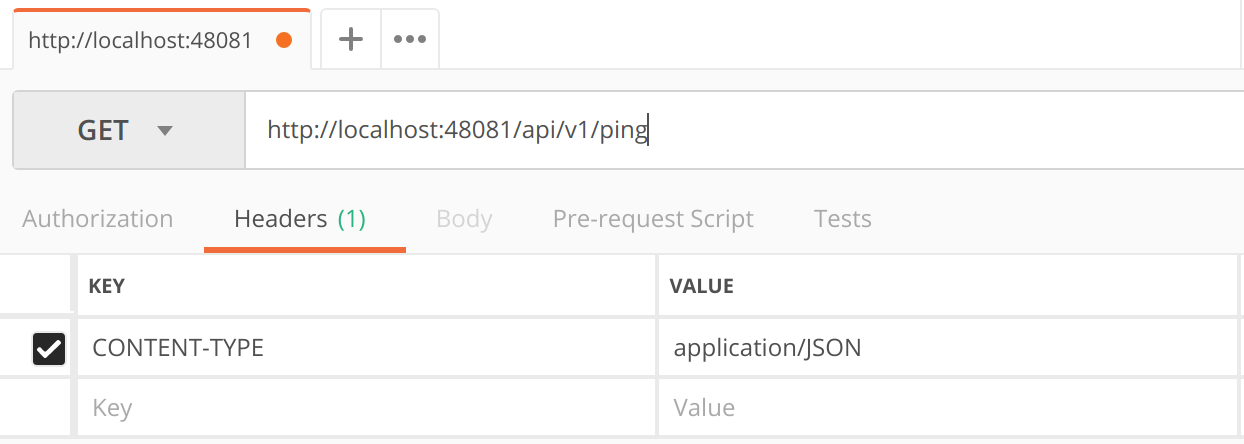 http://localhost:48081
GET http://localhost:48081/api/v1/ping
Authorization Headers (1) Body Pre-request Script Tests
KEY VALUE
CONTENT-TYPE application/JSON
Key Value